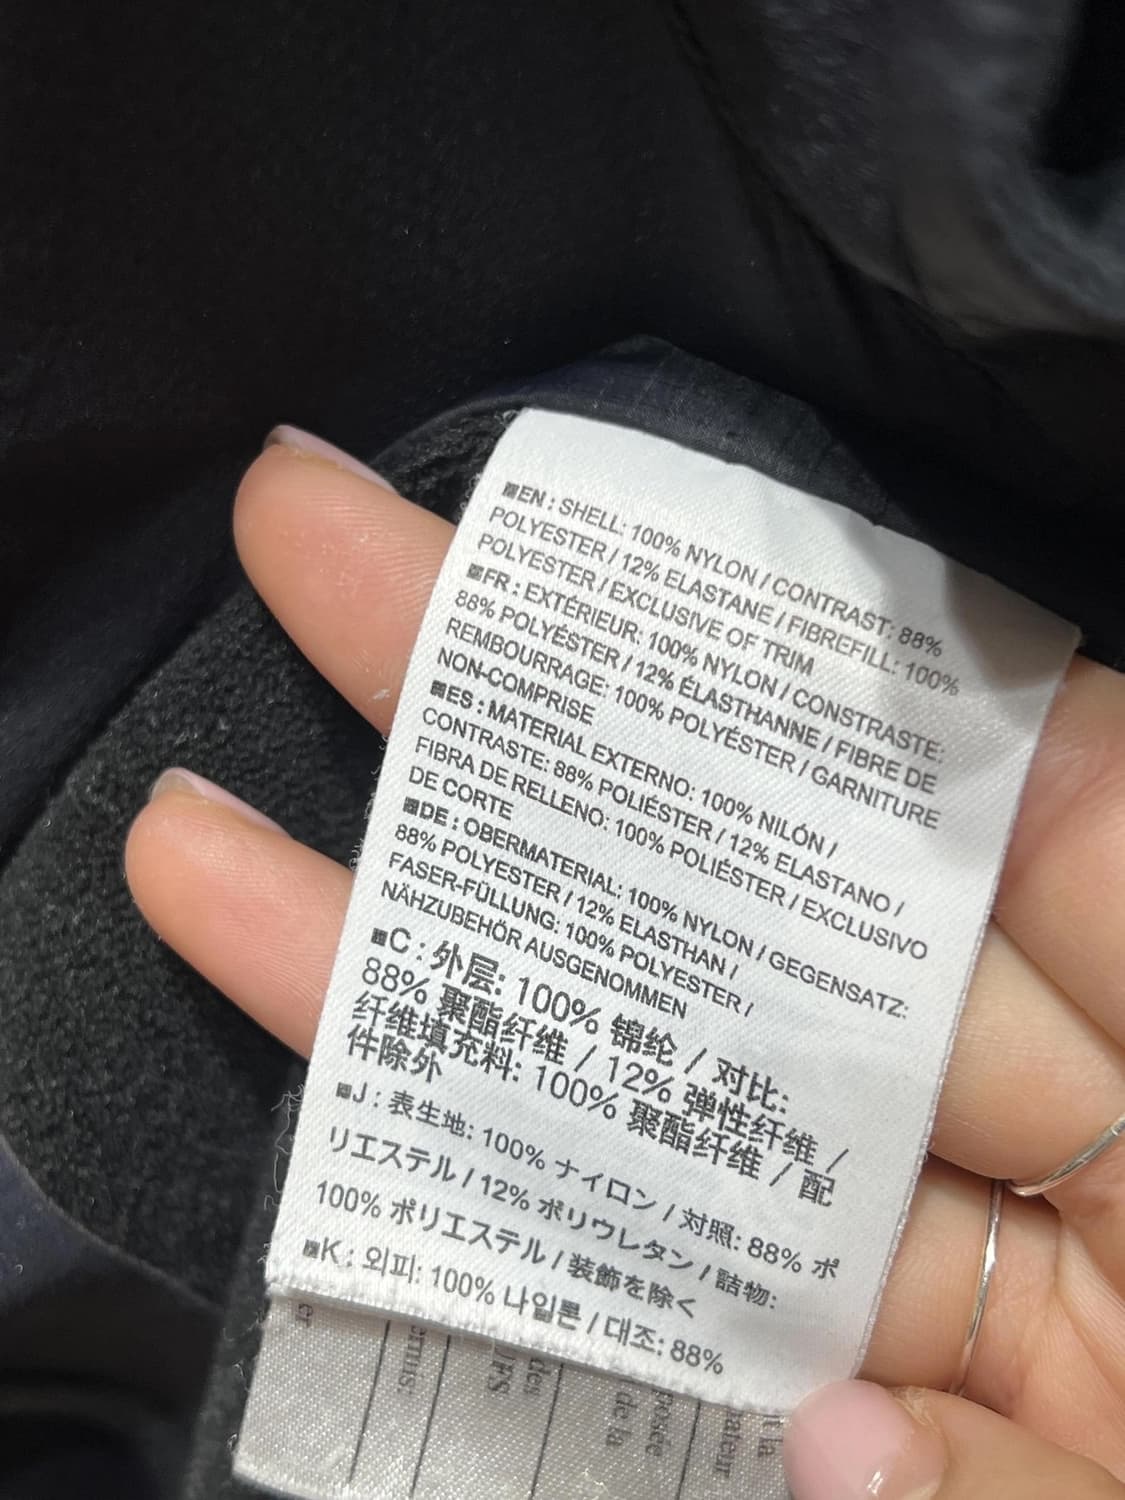 EN : SHELL: 100% NYLON / CONTRAST: 88%
POLYESTER / 12% ELASTANE / FIBREFILL: 100%
POLYESTER / EXCLUSIVE OF TRIM
FR : EXTÉRIEUR: 100% NYLON / CONSTRASTE:
88% POLYÉSTER / 12% ÉLASTHANNE / FIBRE DE
REMBOURRAGE: 100% POLYÉSTER / GARNITURE
NON-COMPRISE
ES : MATERIAL EXTERNO: 100% NILÓN /
CONTRASTE: 88% POLIÉSTER / 12% ELASTANO /
FIBRA DE RELLENO: 100% POLIÉSTER / EXCLUSIVO
DE CORTE
DE : OBERMATERIAL: 100% NYLON / GEGENSATZ:
88% POLYESTER / 12% ELASTHAN /
FASER-FÜLLUNG: 100% POLYESTER /
NÄHZUBEHÖR AUSGENOMMEN
C : 外层: 100% 锦纶 / 对比:
88% 聚酯纤维 / 12% 弹性纤维 /
纤维填充料: 100% 聚酯纤维 / 配
件除外
J : 表生地: 100% ナイロン / 対照: 88% ポ
リエステル / 12% ポリウレタン / 詰物:
100% ポリエステル / 装飾を除く
K : 외피: 100% 나일론 / 대조: 88%
de la